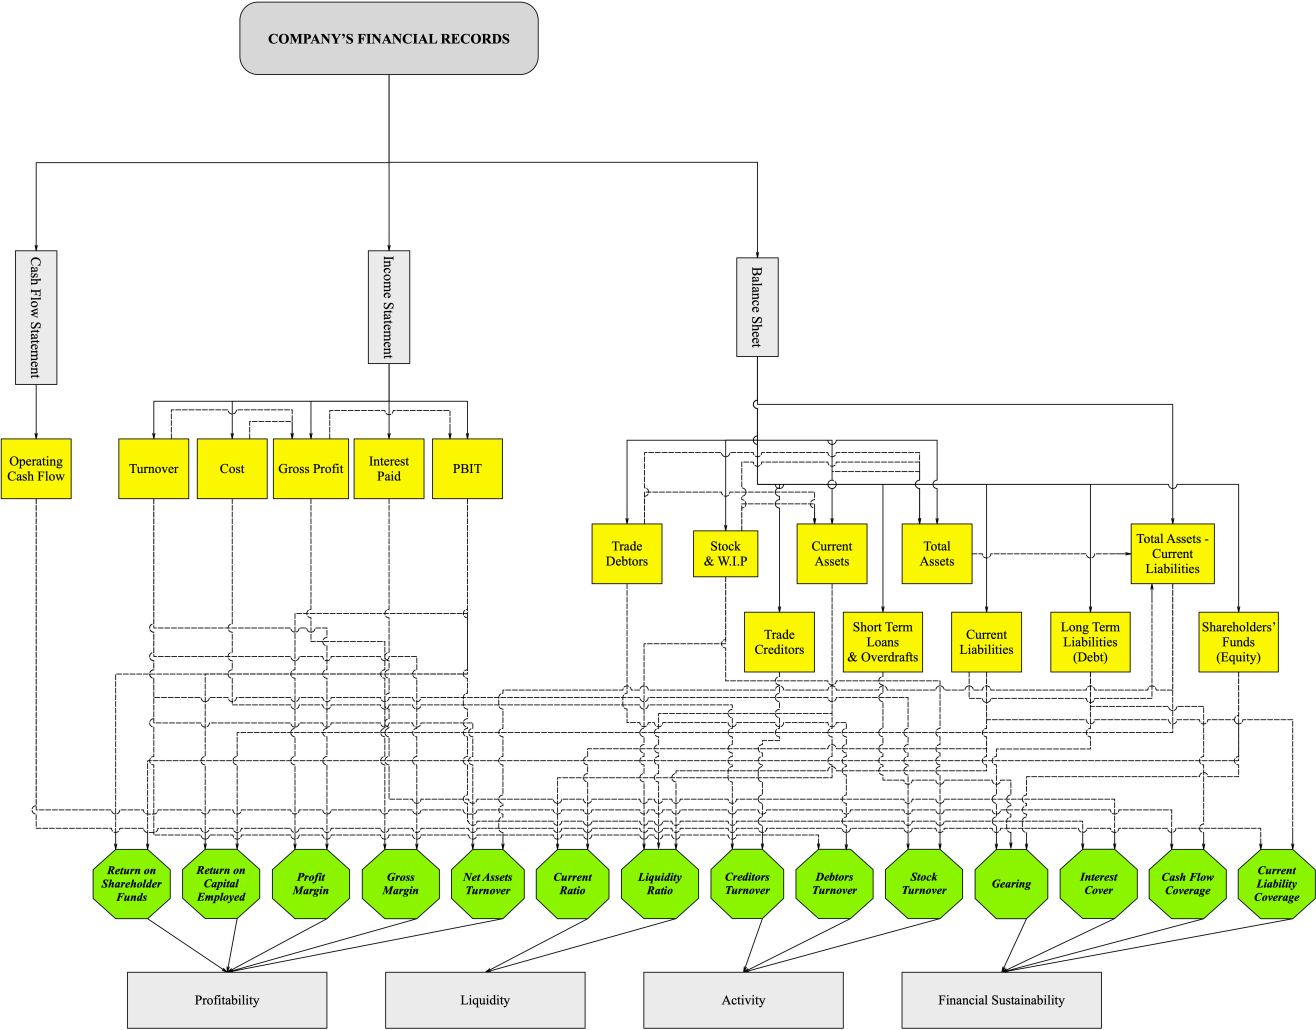 COMPANY’S FINANCIAL RECORDS
Cash Flow Statement
Income Statement
Balance Sheet
Operating
Cash Flow
Turnover
Cost
Gross Profit
Interest
Paid
PBIT
Trade
Debtors
Stock
& W.I.P
Current
Assets
Total
Assets
Total Assets -
Current
Liabilities
Trade
Creditors
Short Term
Loans
& Overdrafts
Current
Liabilities
Long Term
Liabilities
(Debt)
Shareholders’
Funds
(Equity)
Return on
Shareholder
Funds
Return on
Capital
Employed
Profit
Margin
Gross
Margin
Net Assets
Turnover
Current
Ratio
Liquidity
Ratio
Creditors
Turnover
Debtors
Turnover
Stock
Turnover
Gearing
Interest
Cover
Cash Flow
Coverage
Current
Liability
Coverage
Profitability
Liquidity
Activity
Financial Sustainability